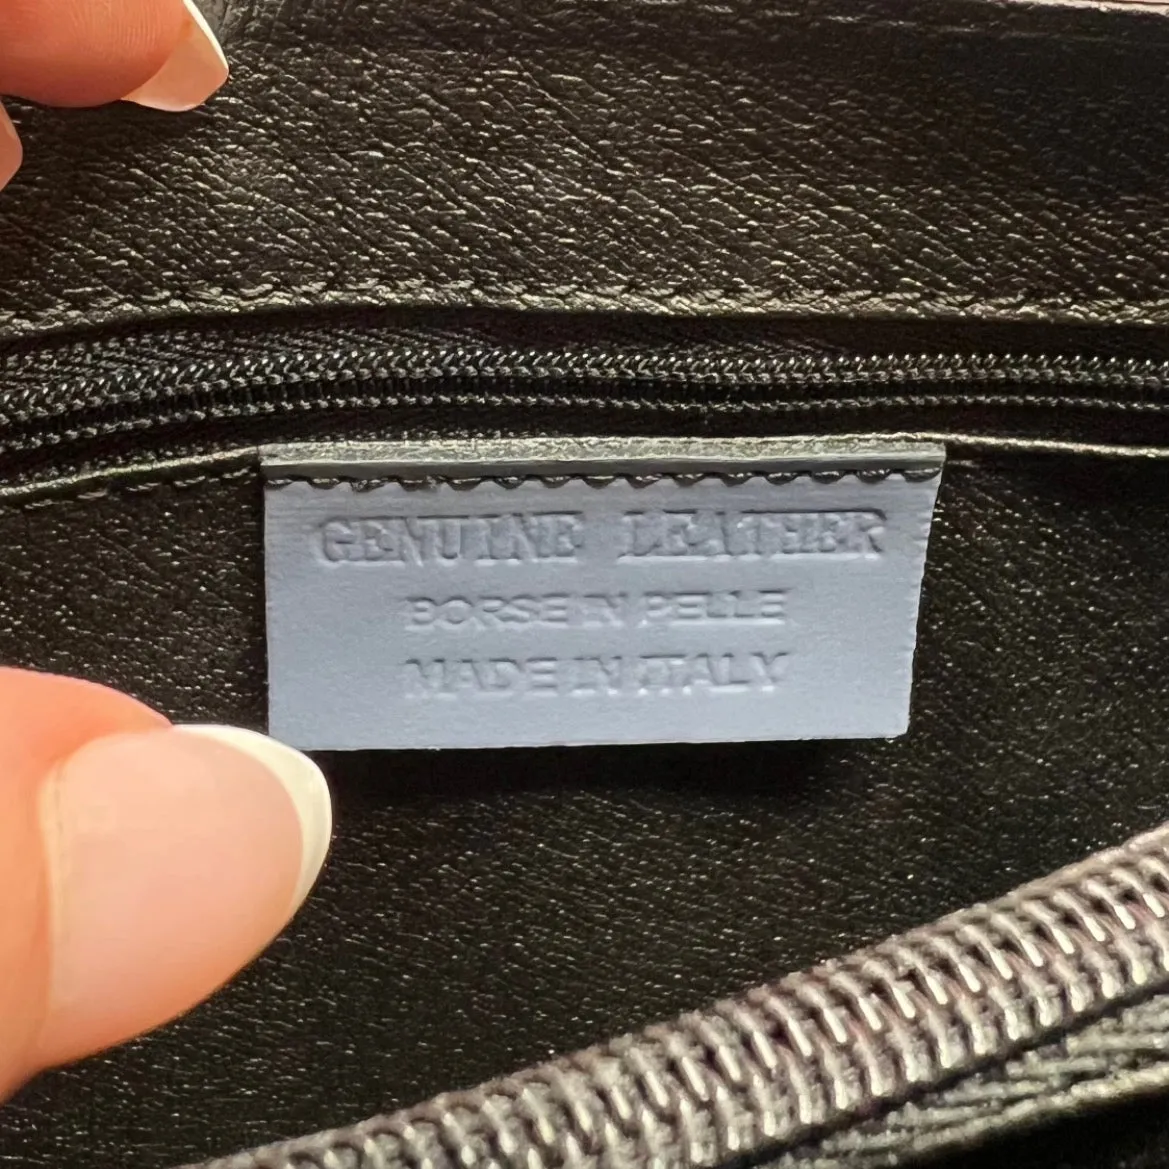 GENUINE LEATHER
BORSE IN PELLE
MADE IN ITALY